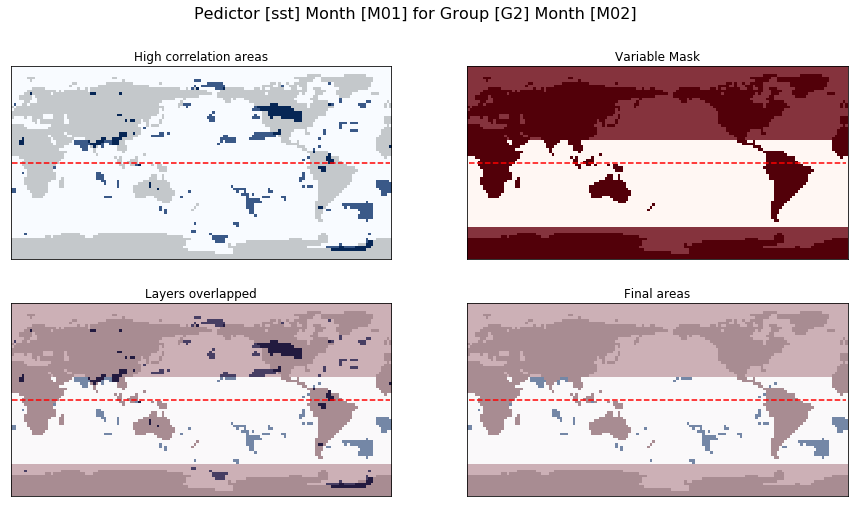 Pedictor [sst] Month [M01] for Group [G2] Month [M02]
High correlation areas
Variable Mask
Layers overlapped
Final areas